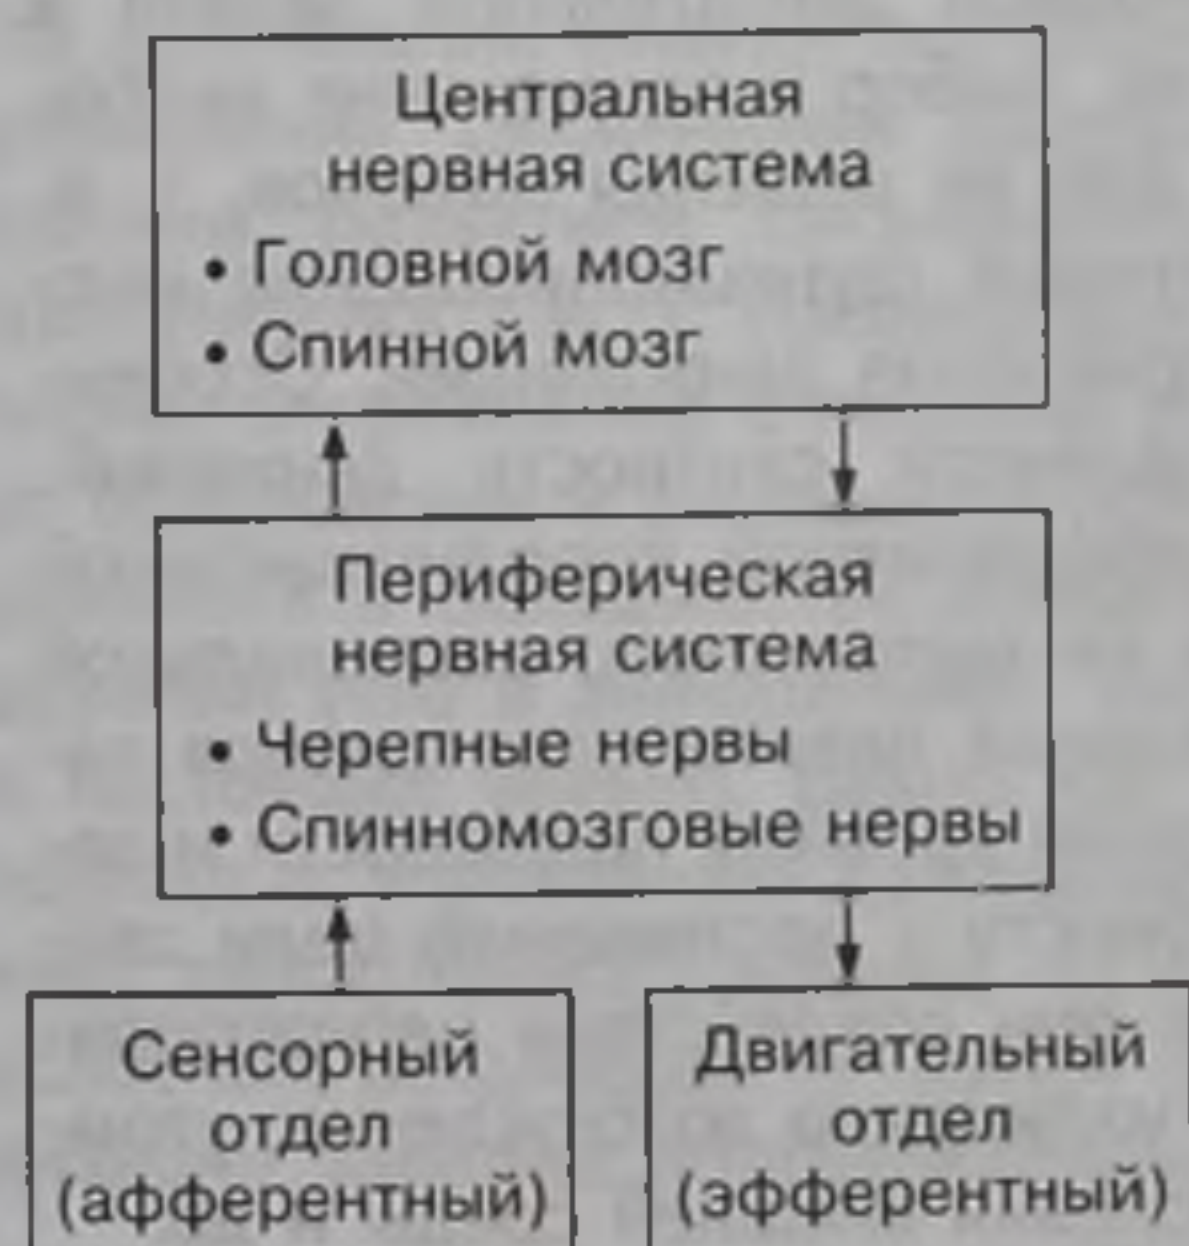 Центральная
нервная система
• Головной мозг
• Спинной мозг
Периферическая
нервная система
• Черепные нервы
• Спинномозговые нервы
Сенсорный
отдел
(афферентный)
Двигательный
отдел
(эфферентный)